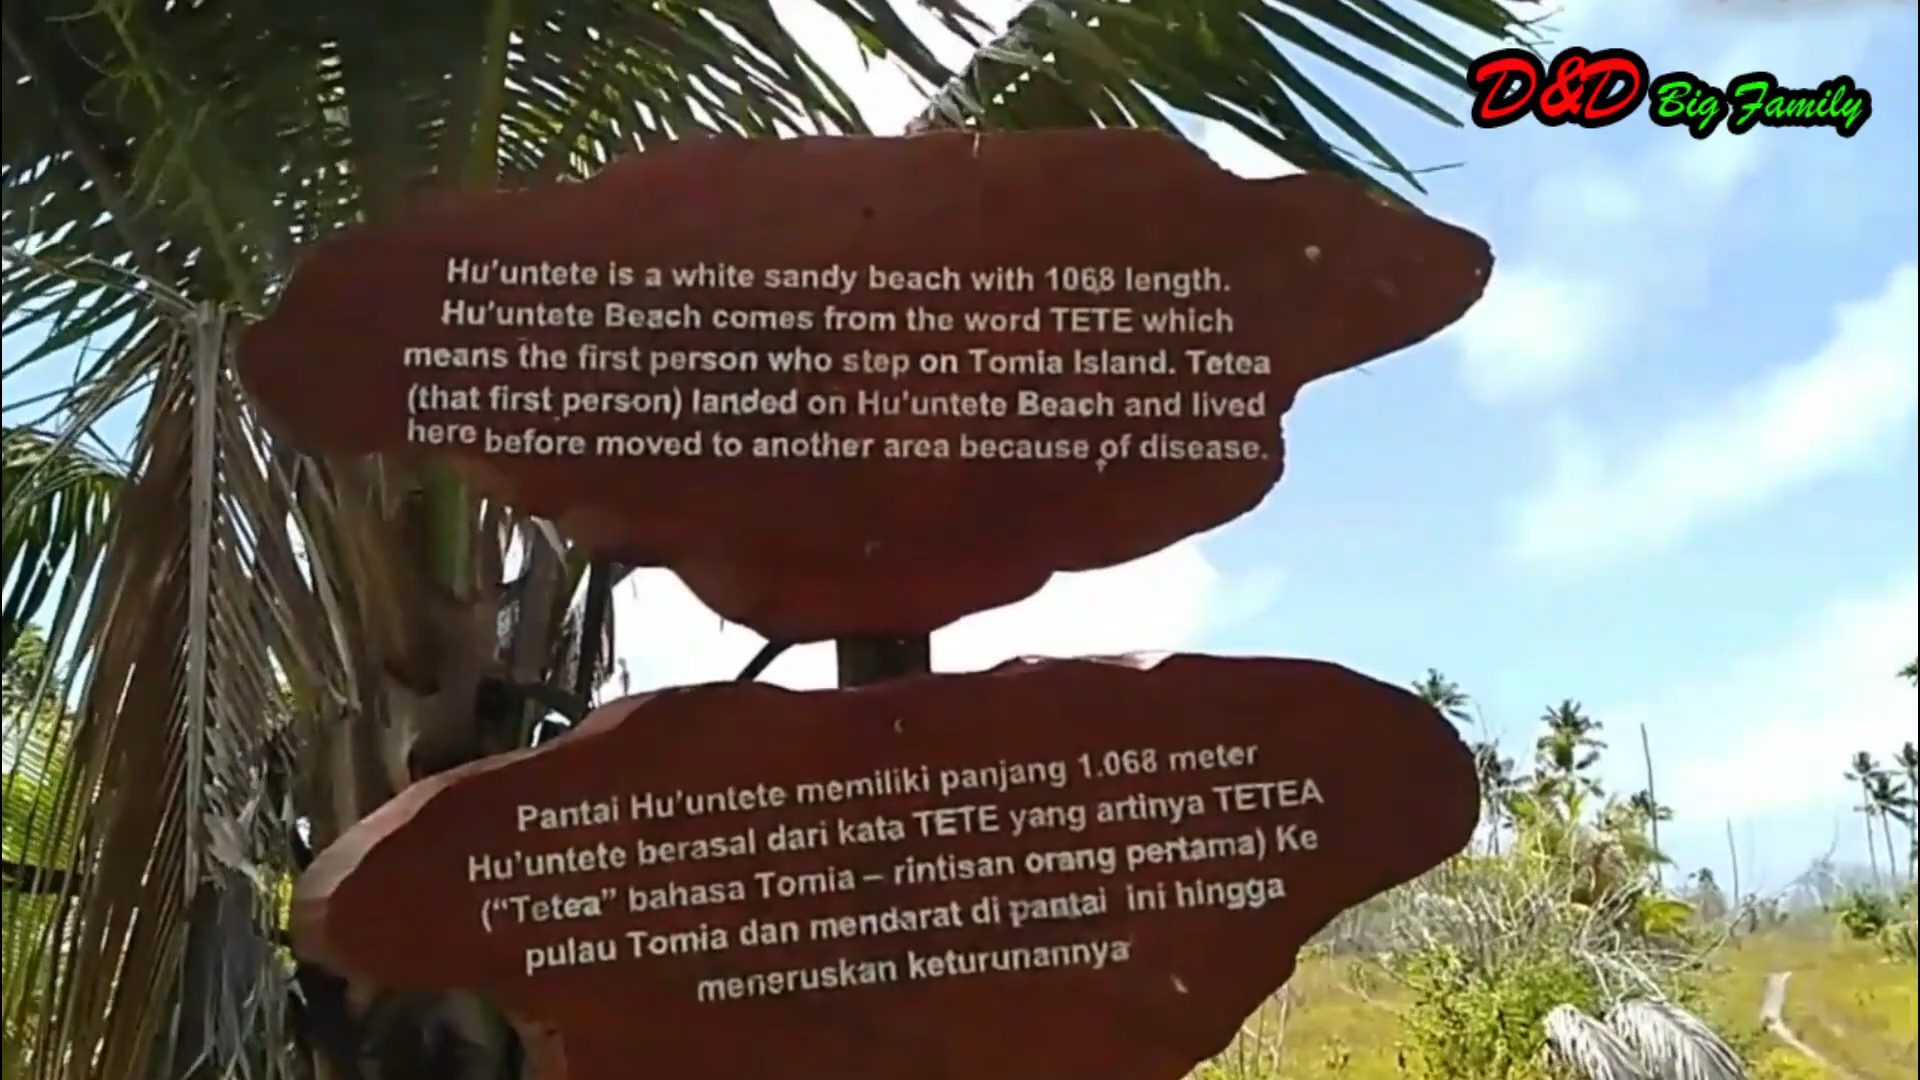 D&D Big Family
Hu'untete is a white sandy beach with 1068 length.
Hu'untete Beach comes from the word TETE which
means the first person who step on Tomia Island. Tetea
(that first person) landed on Hu'untete Beach and lived
here before moved to another area because of disease.
Pantai Hu'untete memiliki panjang 1.068 meter
Hu'untete berasal dari kata TETE yang artinya TETEA
("Tetea" bahasa Tomia – rintisan orang pertama) Ke
pulau Tomia dan mendarat di pantai ini hingga
meneruskan keturunannya